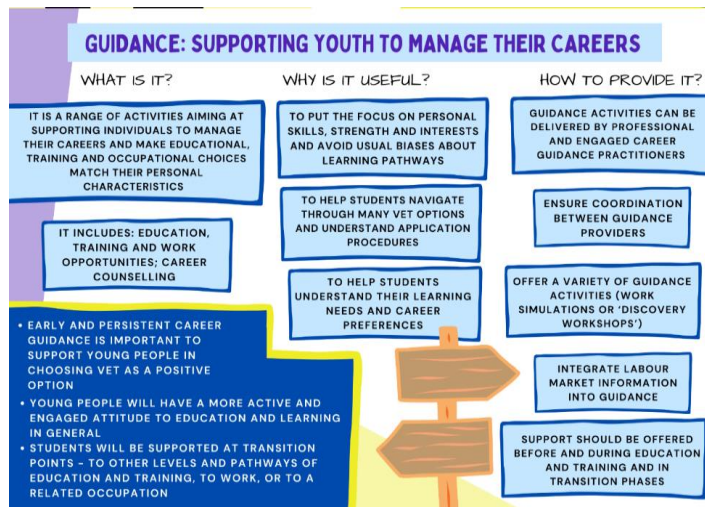 GUIDANCE: SUPPORTING YOUTH TO MANAGE THEIR CAREERS
WHAT IS IT?
IT IS A RANGE OF ACTIVITIES AIMING AT
SUPPORTING INDIVIDUALS TO MANAGE
THEIR CAREERS AND MAKE EDUCATIONAL,
TRAINING AND OCCUPATIONAL CHOICES
MATCH THEIR PERSONAL
CHARACTERISTICS
IT INCLUDES: EDUCATION,
TRAINING AND WORK
OPPORTUNITIES; CAREER
COUNSELLING
• EARLY AND PERSISTENT CAREER
GUIDANCE IS IMPORTANT TO
SUPPORT YOUNG PEOPLE IN
CHOOSING VET AS A POSITIVE
OPTION
• YOUNG PEOPLE WILL HAVE A MORE ACTIVE AND
ENGAGED ATTITUDE TO EDUCATION AND LEARNING
IN GENERAL
• STUDENTS WILL BE SUPPORTED AT TRANSITION
POINTS - TO OTHER LEVELS AND PATHWAYS OF
EDUCATION AND TRAINING, TO WORK, OR TO A
RELATED OCCUPATION
WHY IS IT USEFUL?
TO PUT THE FOCUS ON PERSONAL
SKILLS, STRENGTH AND INTERESTS
AND AVOID USUAL BIASES ABOUT
LEARNING PATHWAYS
TO HELP STUDENTS NAVIGATE
THROUGH MANY VET OPTIONS
AND UNDERSTAND APPLICATION
PROCEDURES
TO HELP STUDENTS
UNDERSTAND THEIR LEARNING
NEEDS AND CAREER
PREFERENCES
HOW TO PROVIDE IT?
GUIDANCE ACTIVITIES CAN BE
DELIVERED BY PROFESSIONAL
AND ENGAGED CAREER
GUIDANCE PRACTITIONERS
ENSURE COORDINATION
BETWEEN GUIDANCE
PROVIDERS
OFFER A VARIETY OF GUIDANCE
ACTIVITIES (WORK
SIMULATIONS OR 'DISCOVERY
WORKSHOPS')
INTEGRATE LABOUR
MARKET INFORMATION
INTO GUIDANCE
SUPPORT SHOULD BE OFFERED
BEFORE AND DURING EDUCATION
AND TRAINING AND IN
TRANSITION PHASES